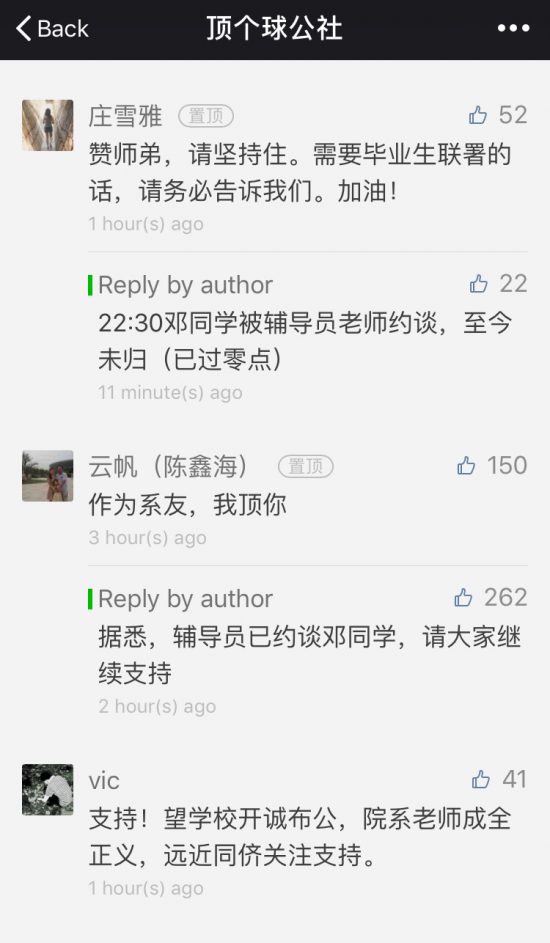 Back 顶个球公社
庄雪雅 置顶 52
赞师弟，请坚持住。需要毕业生联署的
话，请务必告诉我们。加油！
1 hour(s) ago
Reply by author 22
22:30邓同学被辅导员老师约谈，至今
未归（已过零点）
11 minute(s) ago
云帆（陈鑫海） 置顶 150
作为系友，我顶你
3 hour(s) ago
Reply by author 262
据悉，辅导员已约谈邓同学，请大家继
续支持
2 hour(s) ago
vic 41
支持！望学校开诚布公，院系老师成全
正义，远近同侪关注支持。
1 hour(s) ago